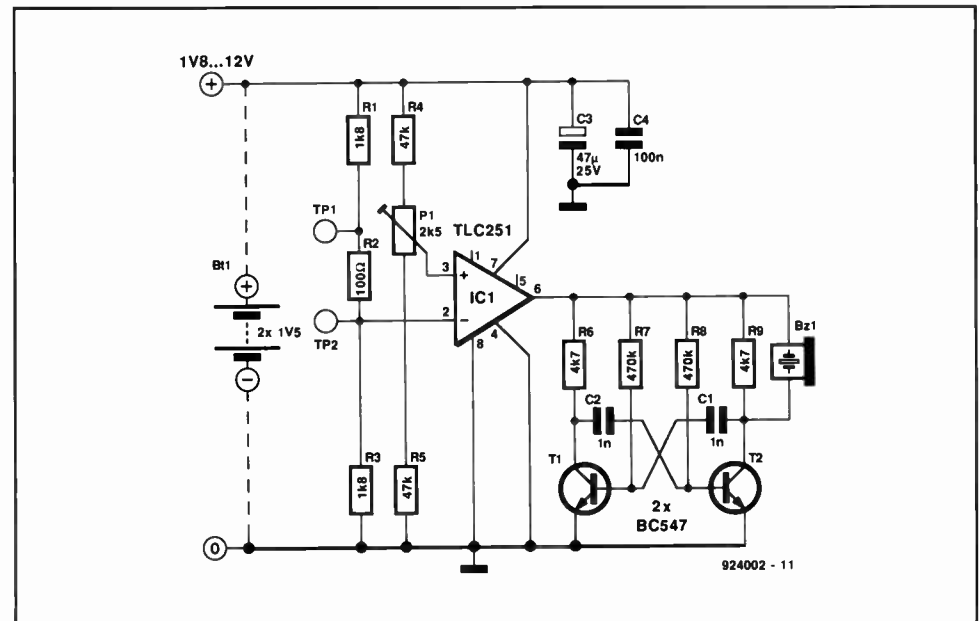 1V8...12V
+
R1
1k8
R4
47k
C3
47µ
25V
C4
100n
TP1
P1
2k5
TLC251
R2
100Ω
Bt1
+
2x 1V5
−
TP2
3
+
1
7
IC1
5
6
2
−
4
8
R6
4k7
R7
470k
R8
470k
R9
4k7
Bz1
C2
1n
C1
1n
T1
T2
R3
1k8
R5
47k
2x
BC547
0
924002 - 11